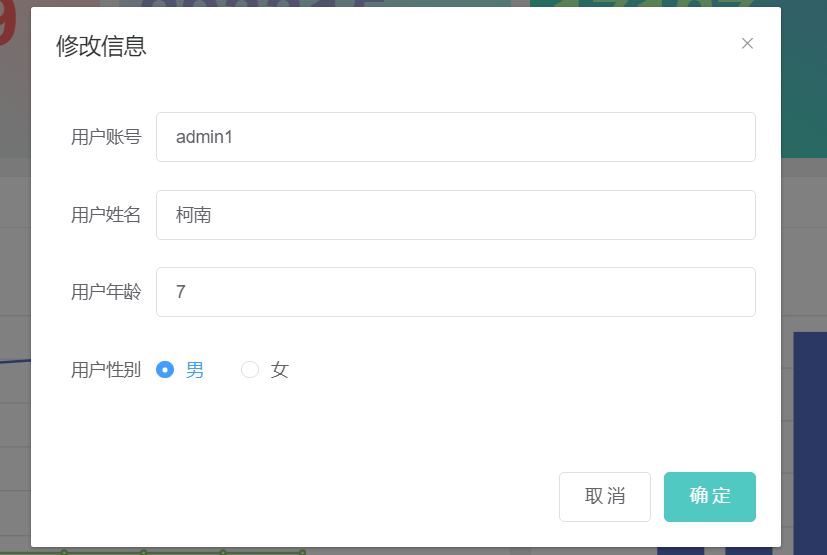 修改信息
用户账号 admin1
用户姓名 柯南
用户年龄 7
用户性别 男 女
取消 确定